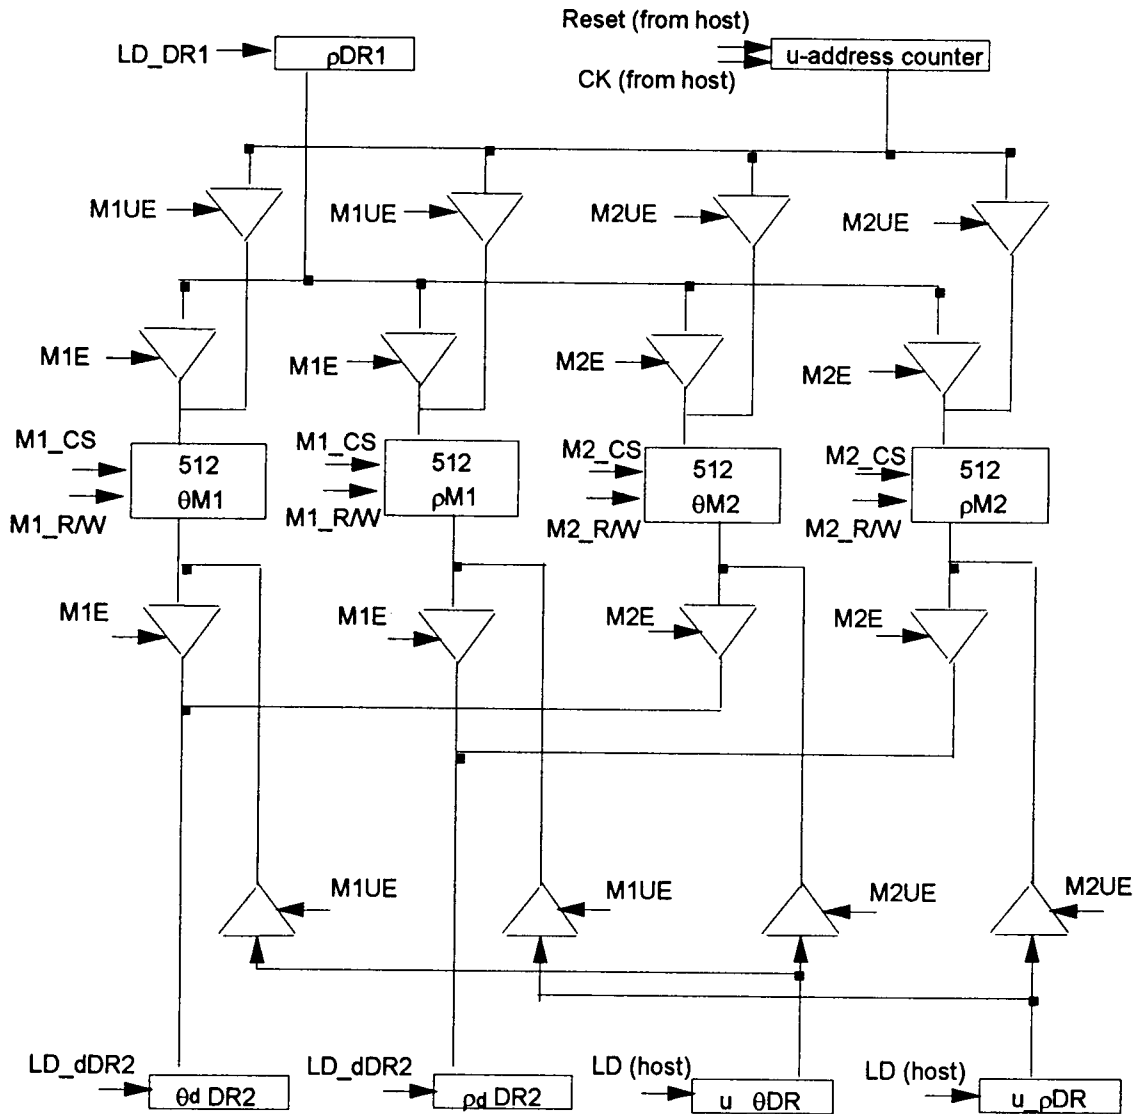 Reset (from host)
LD_DR1
ρDR1
u-address counter
CK (from host)
M1UE
M1UE
M2UE
M2UE
M1E
M1E
M2E
M2E
M1_CS
512
θM1
M1_R/W
M1_CS
512
ρM1
M1_R/W
M2_CS
512
θM2
M2_R/W
M2_CS
512
ρM2
M2_R/W
M1E
M1E
M2E
M2E
M1UE
M1UE
M2UE
M2UE
LD_dDR2
θd DR2
LD_dDR2
ρd DR2
LD (host)
u_θDR
LD (host)
u_ρDR